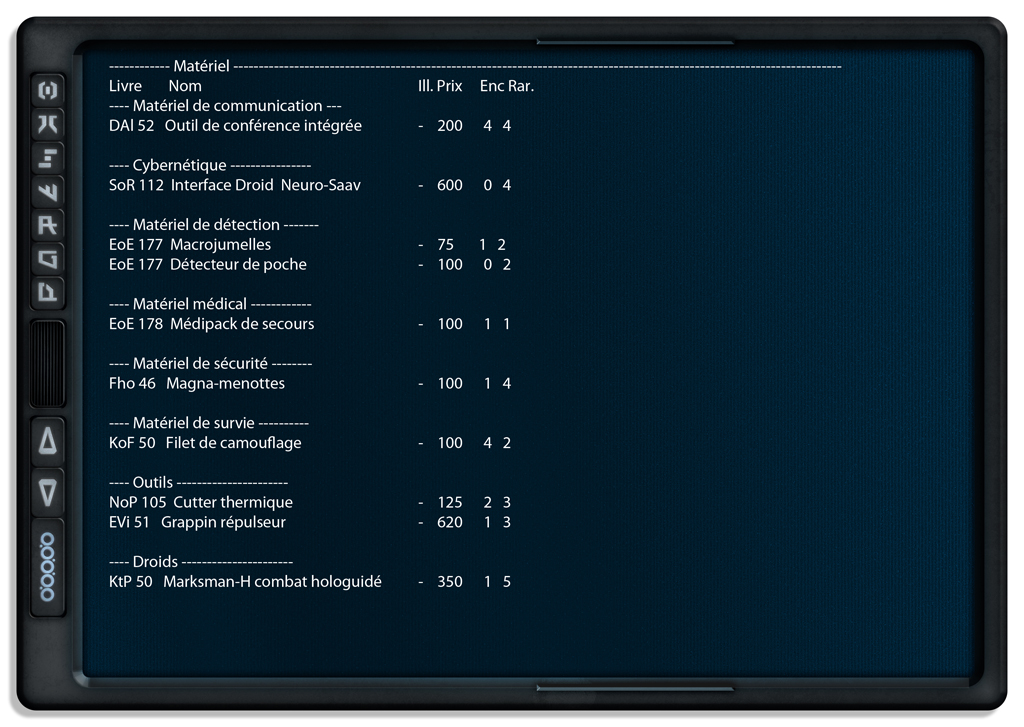 ------------ Matériel ------------------------------------------------------------------------------------------------------------------------
Livre Nom Ill. Prix Enc Rar.
---- Matériel de communication ---
DAl 52 Outil de conférence intégrée - 200 4 4
---- Cybernétique ----------------
SoR 112 Interface Droid Neuro-Saav - 600 0 4
---- Matériel de détection -------
EoE 177 Macrojumelles - 75 1 2
EoE 177 Détecteur de poche - 100 0 2
---- Matériel médical ------------
EoE 178 Médipack de secours - 100 1 1
---- Matériel de sécurité --------
Fho 46 Magna-menottes - 100 1 4
---- Matériel de survie ----------
KoF 50 Filet de camouflage - 100 4 2
---- Outils ----------------------
NoP 105 Cutter thermique - 125 2 3
EVi 51 Grappin répulseur - 620 1 3
---- Droids ----------------------
KtP 50 Marksman-H combat hologuidé - 350 1 5